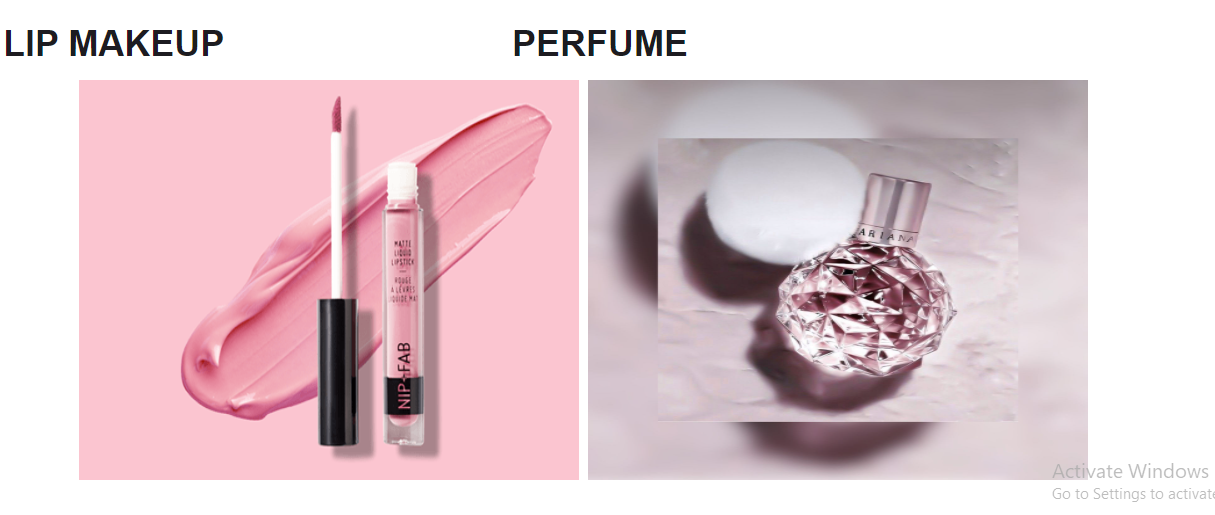 LIP MAKEUP
PERFUME
MATTE
LIQUID
LIPSTICK
ROUGE
À LÈVRES
LIQUIDE MAT
NIP+FAB
ARIANA
Activate Windows
Go to Settings to activate